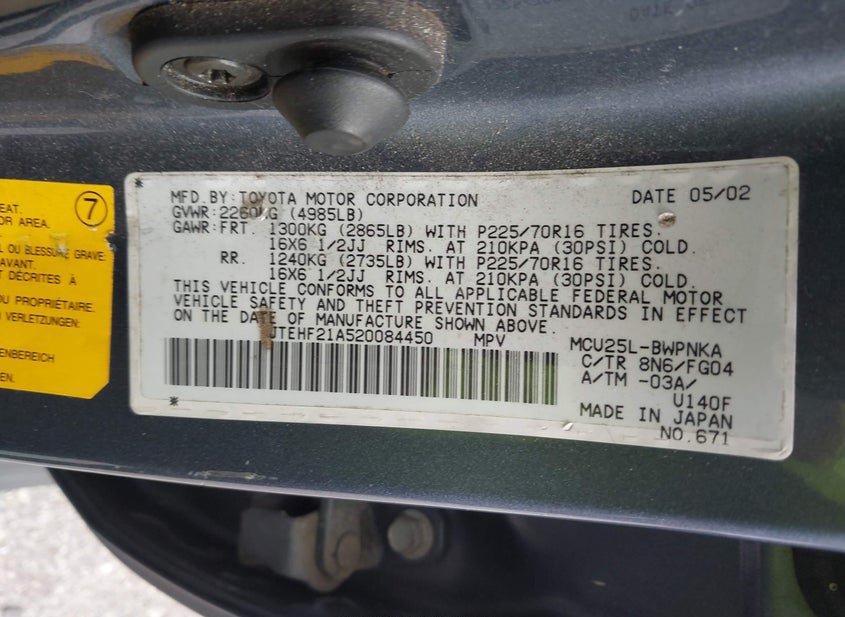 7
EAT.
OR AREA.
L OU BLESSURE GRAVE
AVANT.
T DÉCRITES À
DU PROPRIÉTAIRE.
VERLETZUNGEN:
ENBEREICH
MFD.BY:TOYOTA MOTOR CORPORATION DATE 05/02
GVWR:2260KG (4985LB)
GAWR:FRT. 1300KG (2865LB) WITH P225/70R16 TIRES.
16X6 1/2JJ RIMS. AT 210KPA (30PSI) COLD.
RR. 1240KG (2735LB) WITH P225/70R16 TIRES.
16X6 1/2JJ RIMS. AT 210KPA (30PSI) COLD.
THIS VEHICLE CONFORMS TO ALL APPLICABLE FEDERAL MOTOR
VEHICLE SAFETY AND THEFT PREVENTION STANDARDS IN EFFECT
ON THE DATE OF MANUFACTURE SHOWN ABOVE.
JTEHF21A520084450 MPV MCU25L-BWPNKA
C/TR 8N6/FG04
A/TM -03A/
U140F
MADE IN JAPAN
NO.671